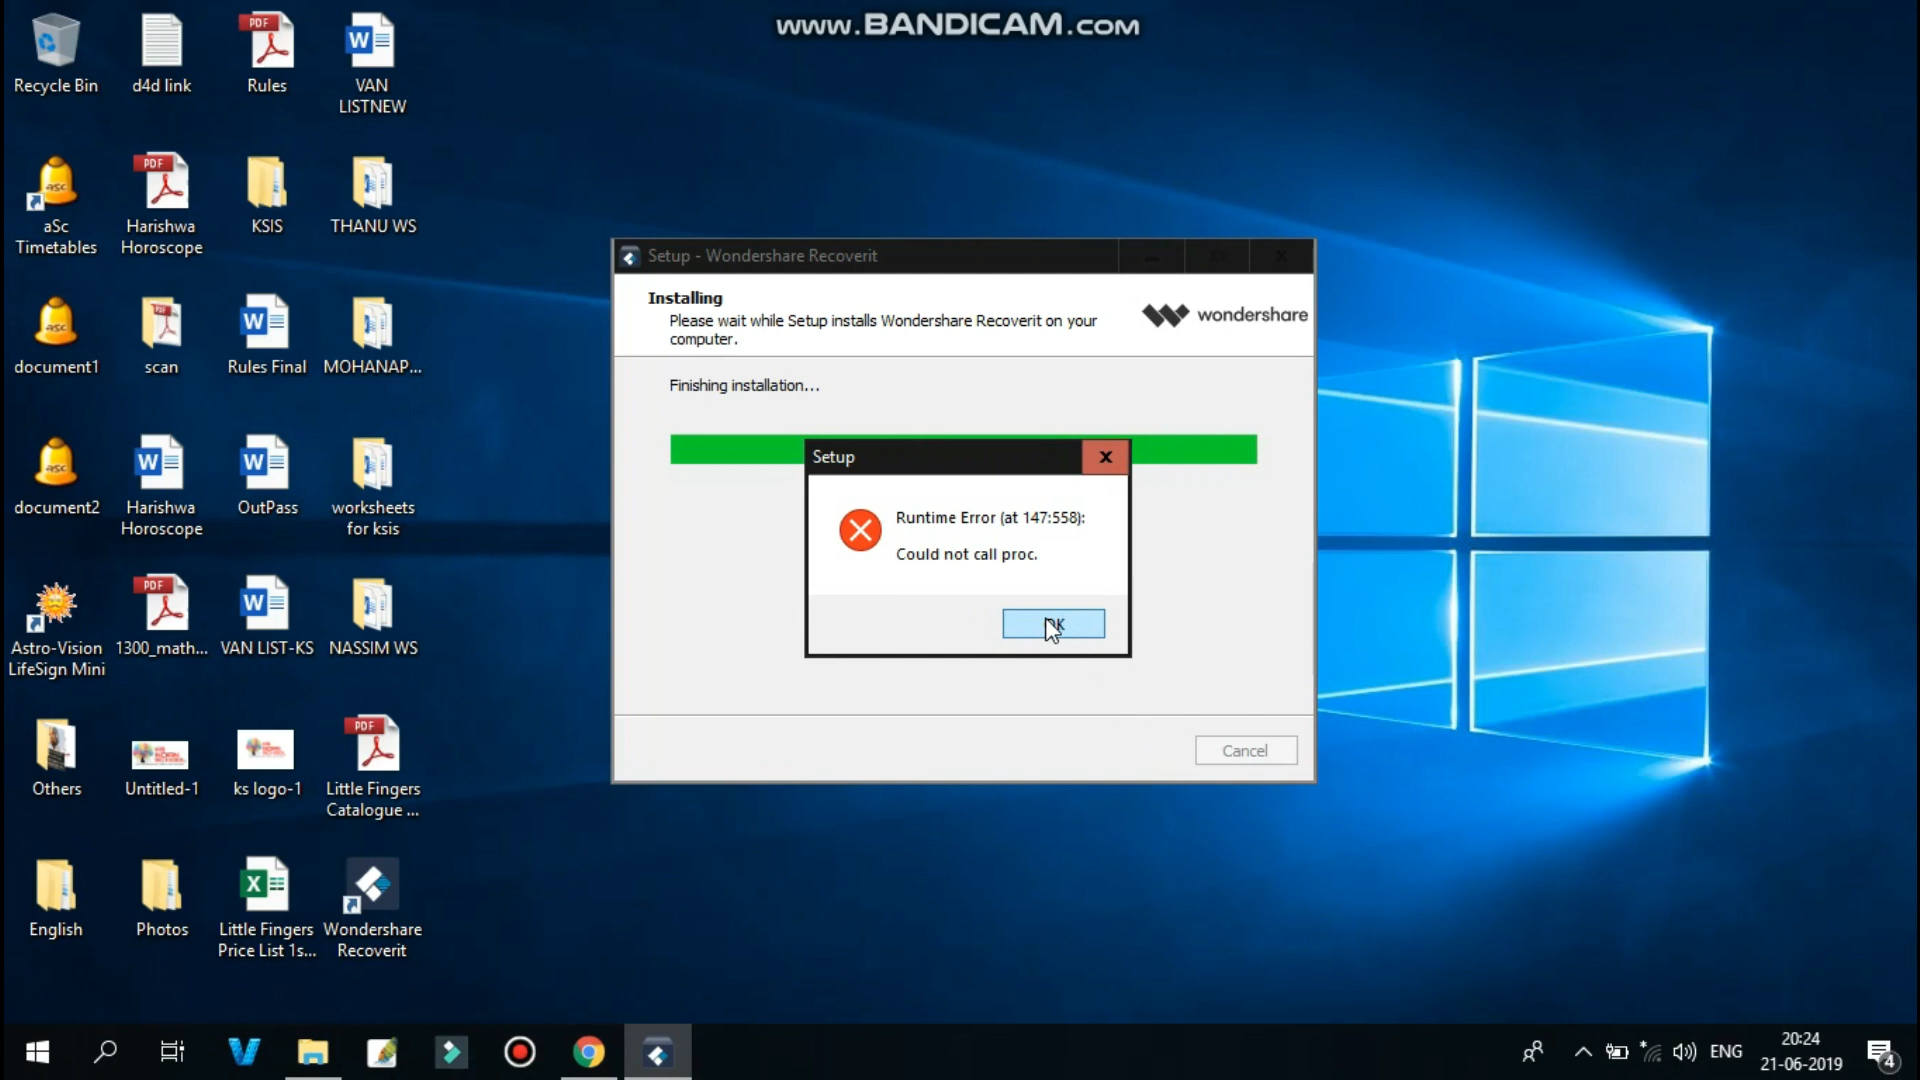 www.BANDICAM.com
Recycle Bin
d4d link
Rules
VAN
LISTNEW
aSc
Timetables
Harishwa
Horoscope
KSIS
THANU WS
document1
scan
Rules Final
MOHANAP...
document2
Harishwa
Horoscope
OutPass
worksheets
for ksis
Astro-Vision
LifeSign Mini
1300_math...
VAN LIST-KS
NASSIM WS
Others
Untitled-1
ks logo-1
Little Fingers
Catalogue ...
English
Photos
Little Fingers
Price List 1s...
Wondershare
Recoverit
Setup - Wondershare Recoverit
Installing
Please wait while Setup installs Wondershare Recoverit on your
computer.
wondershare
Finishing installation...
Setup
Runtime Error (at 147:558):
Could not call proc.
OK
Cancel
ENG
20:24
21-06-2019
4